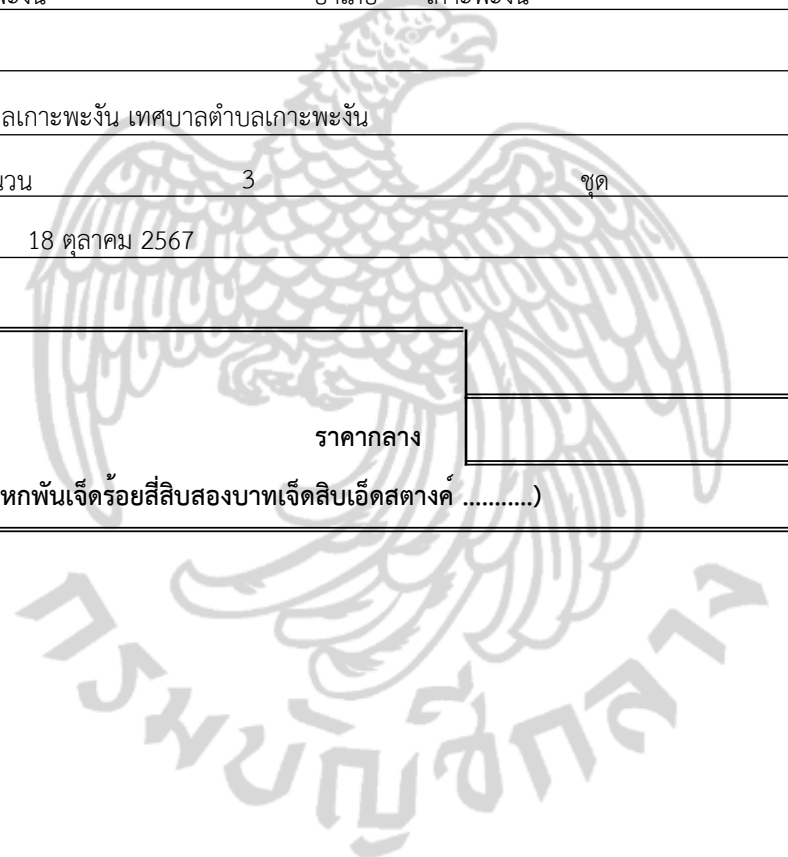 ลเกาะพะงัน เทศบาลตำบลเกาะพะงัน
3 ชุด
18 ตุลาคม 2567
ราคากลาง
หกพันเจ็ดร้อยสี่สิบสองบาทเจ็ดสิบเอ็ดสตางค์ ...........)
กรมบัญชีกลาง